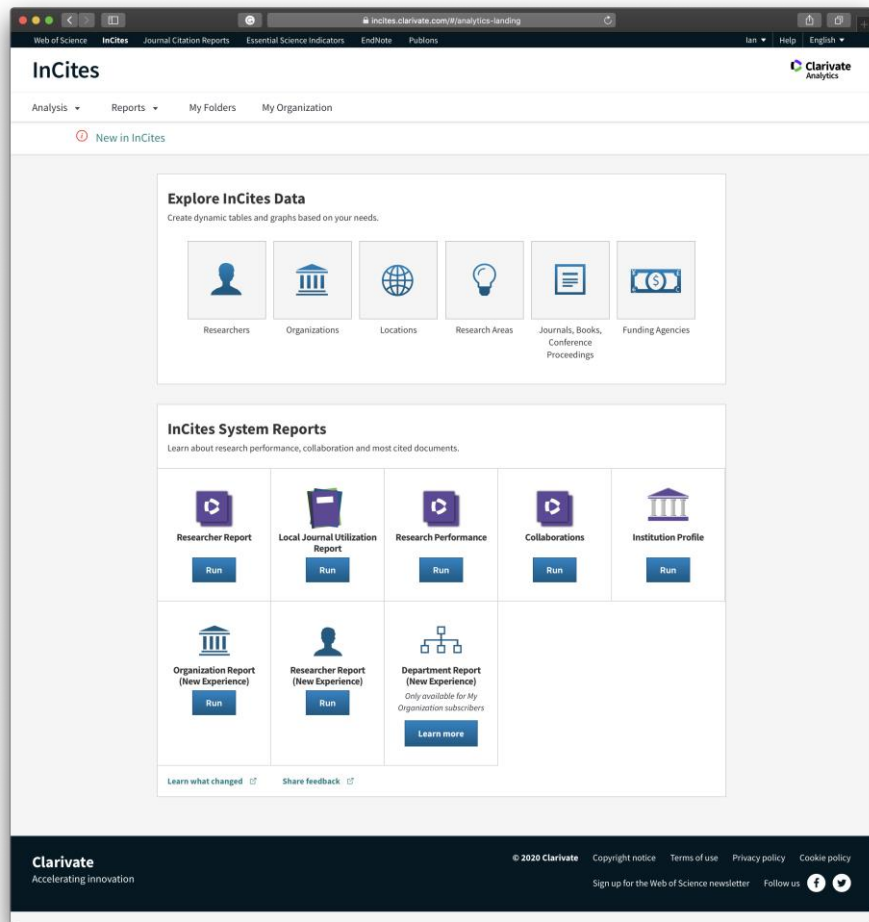 incites.clarivate.com/#/analytics-landing
Web of Science InCites Journal Citation Reports Essential Science Indicators EndNote Publons Ian Help English
InCites
Clarivate
Analytics
Analysis Reports My Folders My Organization
New in InCites
Explore InCites Data
Create dynamic tables and graphs based on your needs.
Researchers
Organizations
Locations
Research Areas
Journals, Books,
Conference
Proceedings
Funding Agencies
InCites System Reports
Learn about research performance, collaboration and most cited documents.
Researcher Report
Run
Local Journal Utilization
Report
Run
Research Performance
Run
Collaborations
Run
Institution Profile
Run
Organization Report
(New Experience)
Run
Researcher Report
(New Experience)
Run
Department Report
(New Experience)
Only available for My
Organization subscribers
Learn more
Learn what changed Share feedback
Clarivate
Accelerating innovation
© 2020 Clarivate Copyright notice Terms of use Privacy policy Cookie policy
Sign up for the Web of Science newsletter Follow us